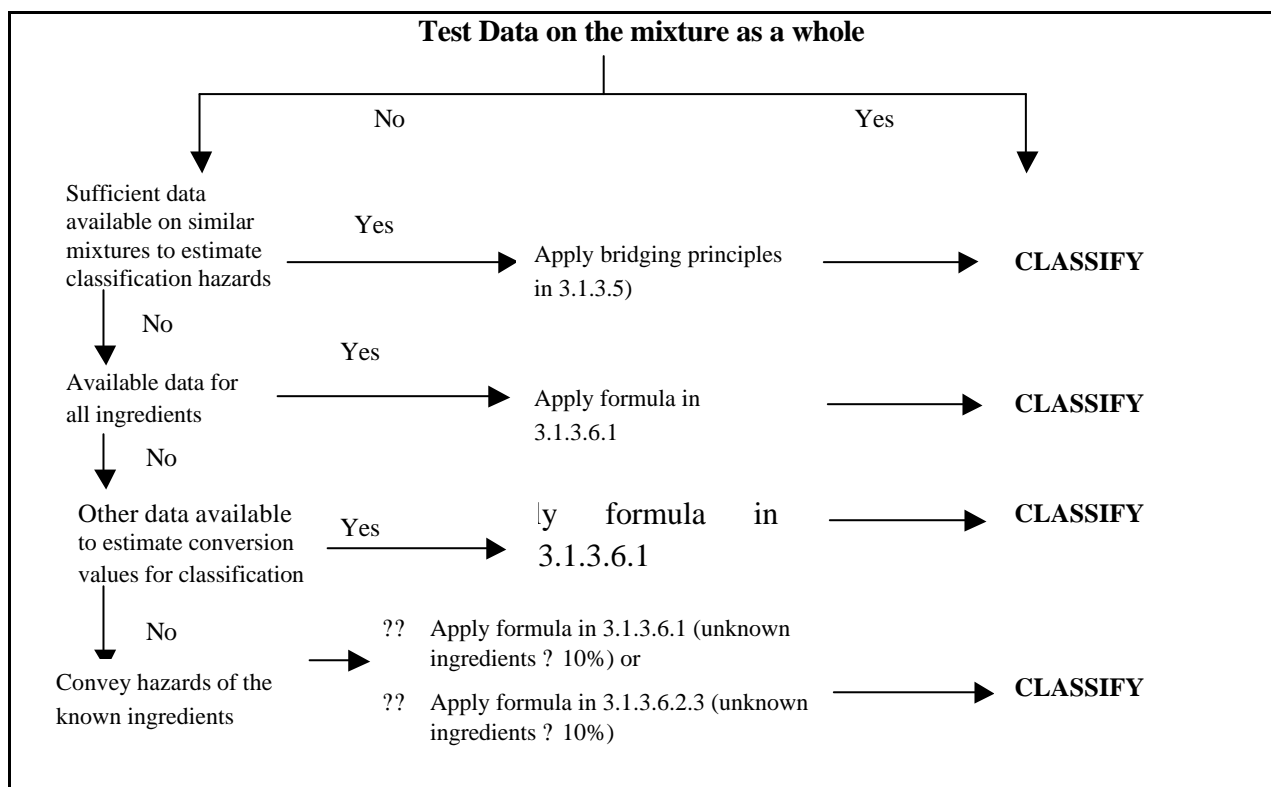 Test Data on the mixture as a whole
No
Yes
Sufficient data
available on similar
mixtures to estimate
classification hazards
Yes
Apply bridging principles
in 3.1.3.5)
CLASSIFY
No
Available data for
all ingredients
Yes
Apply formula in
3.1.3.6.1
CLASSIFY
No
Other data available
to estimate conversion
values for classification
Yes
ly formula in
3.1.3.6.1
CLASSIFY
No
Convey hazards of the
known ingredients
?? Apply formula in 3.1.3.6.1 (unknown
ingredients ? 10%) or
?? Apply formula in 3.1.3.6.2.3 (unknown
ingredients ? 10%)
CLASSIFY